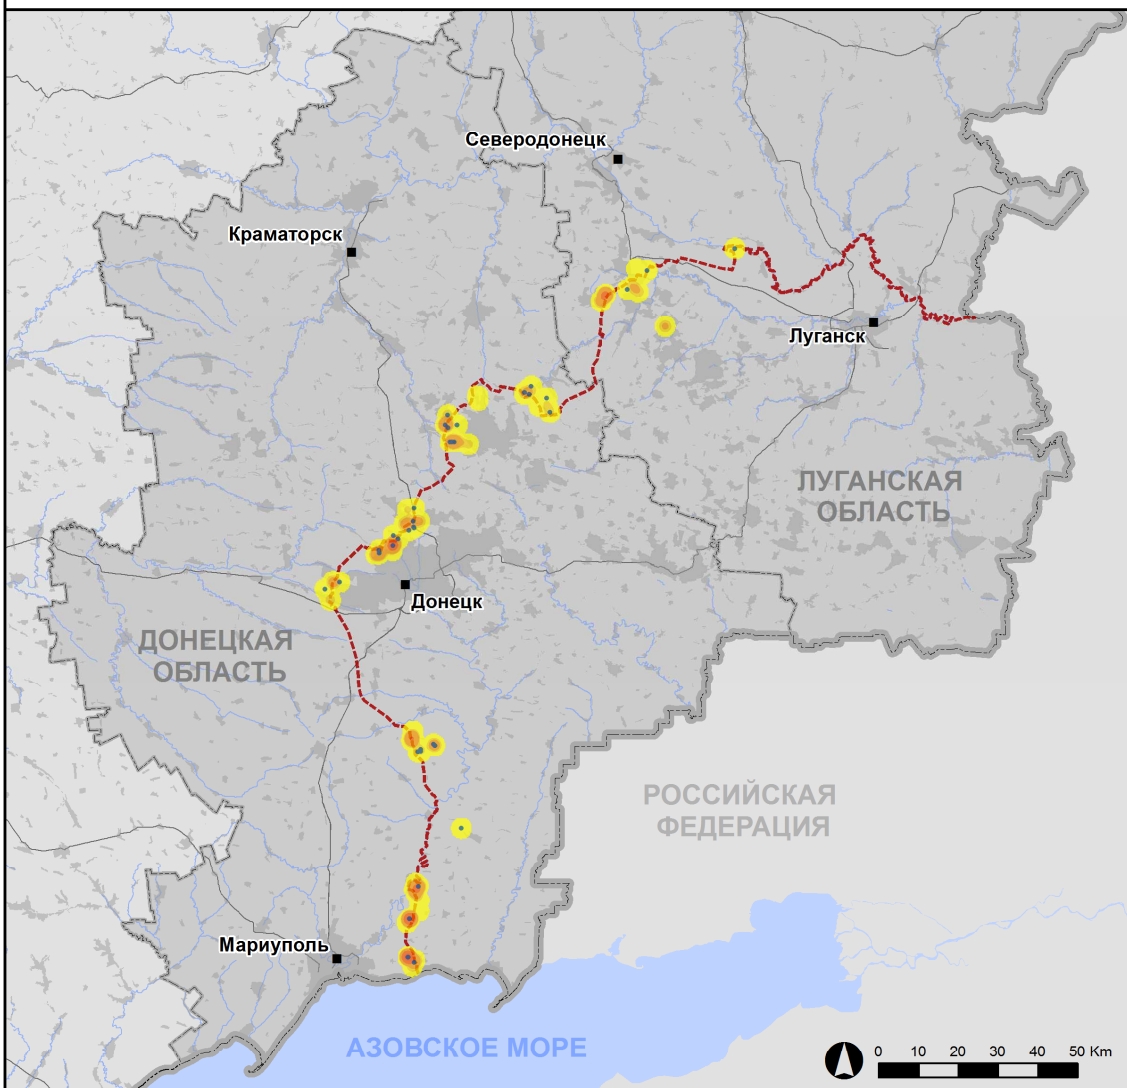 Северодонецк
Краматорск
Луганск
ЛУГАНСКАЯ
ОБЛАСТЬ
Донецк
ДОНЕЦКАЯ
ОБЛАСТЬ
РОССИЙСКАЯ
ФЕДЕРАЦИЯ
Мариуполь
АЗОВСКОЕ МОРЕ
0 10 20 30 40 50 Km